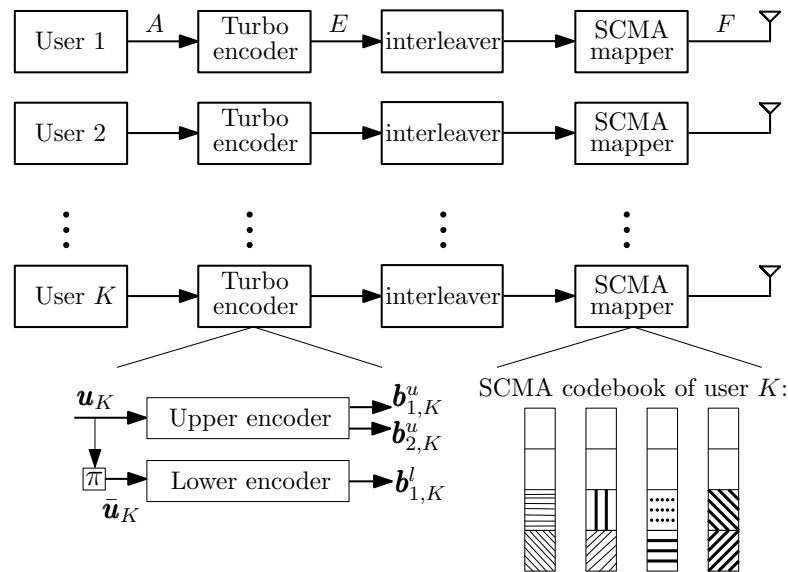 User 1
A
Turbo
encoder
E
interleaver
SCMA
mapper
F
User 2
Turbo
encoder
interleaver
SCMA
mapper
User K
Turbo
encoder
interleaver
SCMA
mapper
u_K
Upper encoder
b^u_{1,K}
b^u_{2,K}
π
ū_K
Lower encoder
b^l_{1,K}
SCMA codebook of user K: